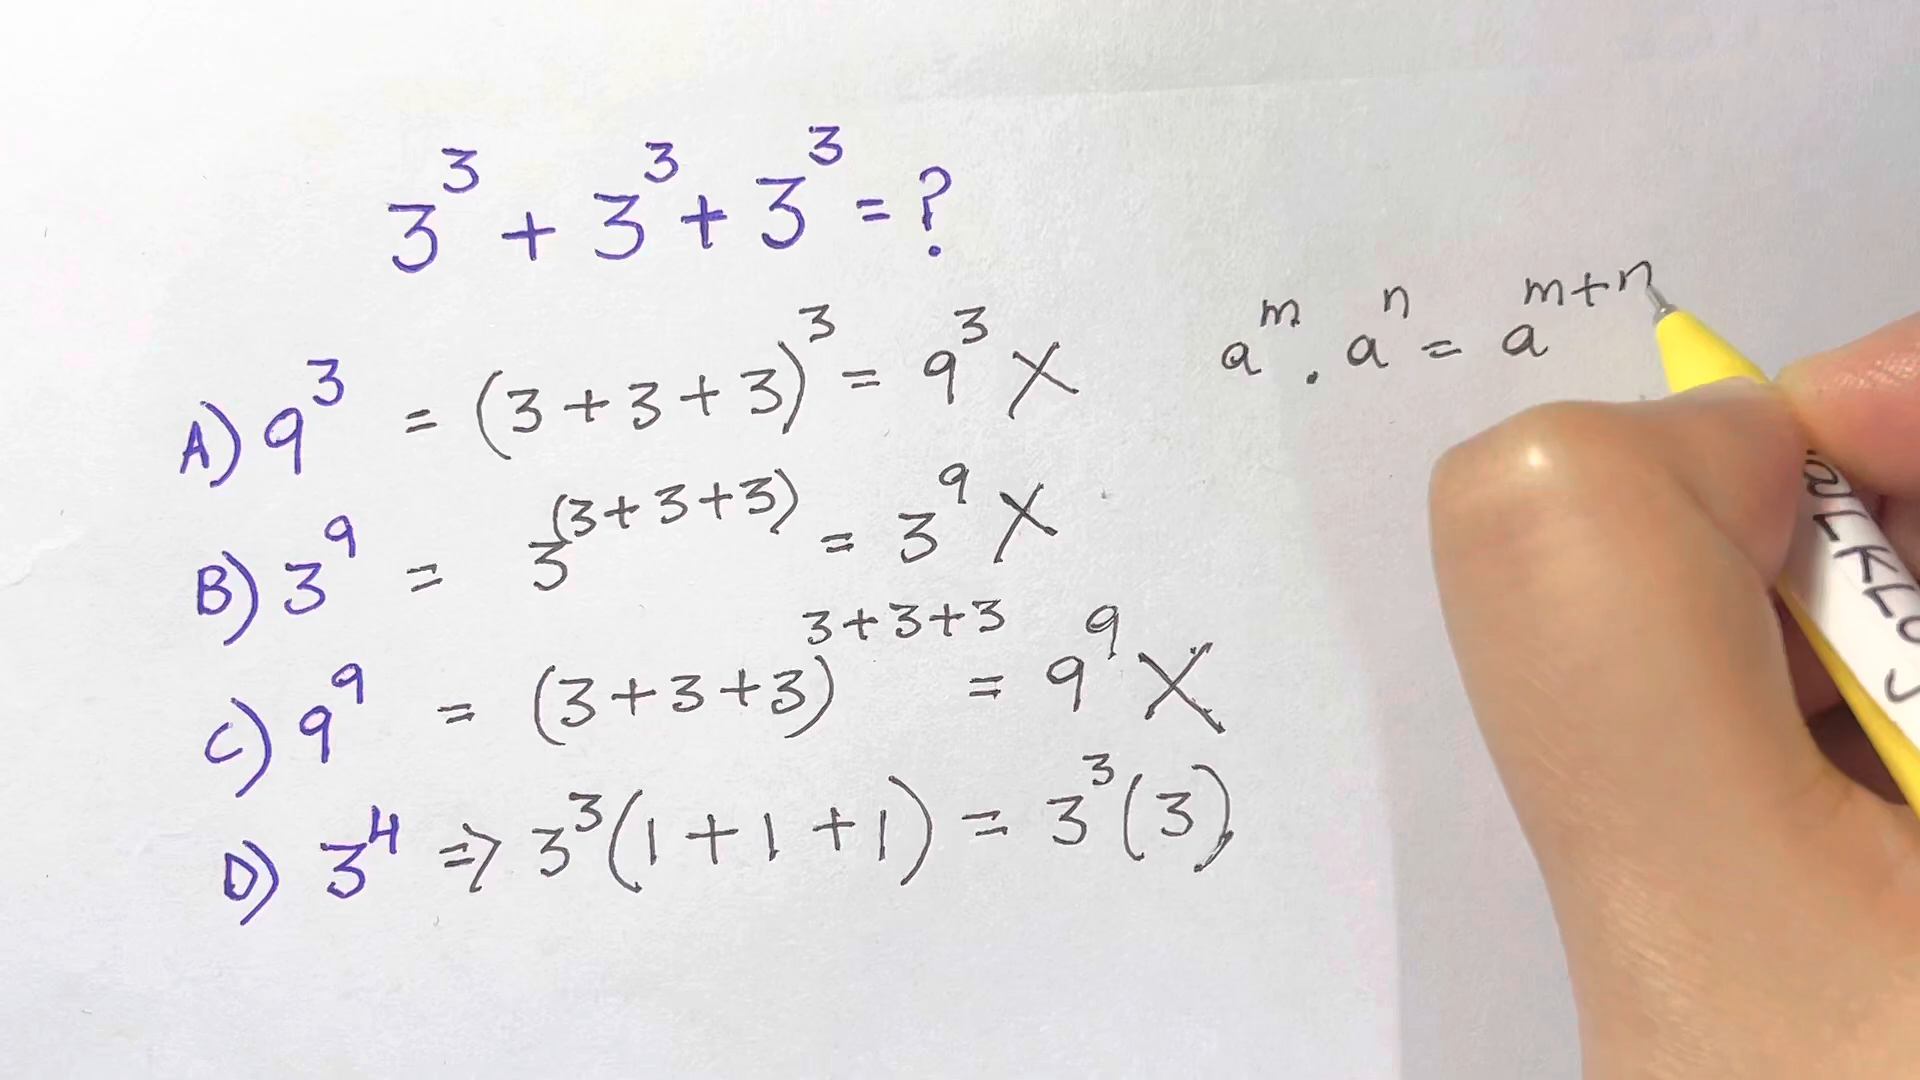 3³ + 3³ + 3³ = ?
a^m . a^n = a^(m+n)
A) 9³ = (3 + 3 + 3)³ = 9³ X
B) 3⁹ = 3^(3+3+3) = 3⁹ X
C) 9⁹ = (3 + 3 + 3)^3+3+3 = 9⁹ X
D) 3⁴ ⇒ 3³(1 + 1 + 1) = 3³(3)